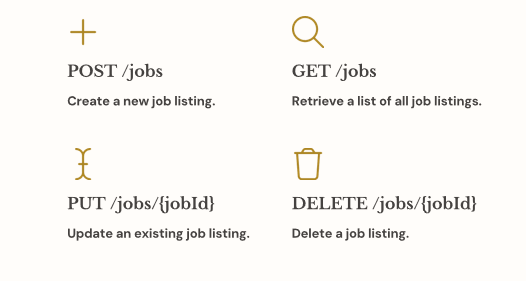 POST /jobs
Create a new job listing.
GET /jobs
Retrieve a list of all job listings.
PUT /jobs/{jobId}
Update an existing job listing.
DELETE /jobs/{jobId}
Delete a job listing.